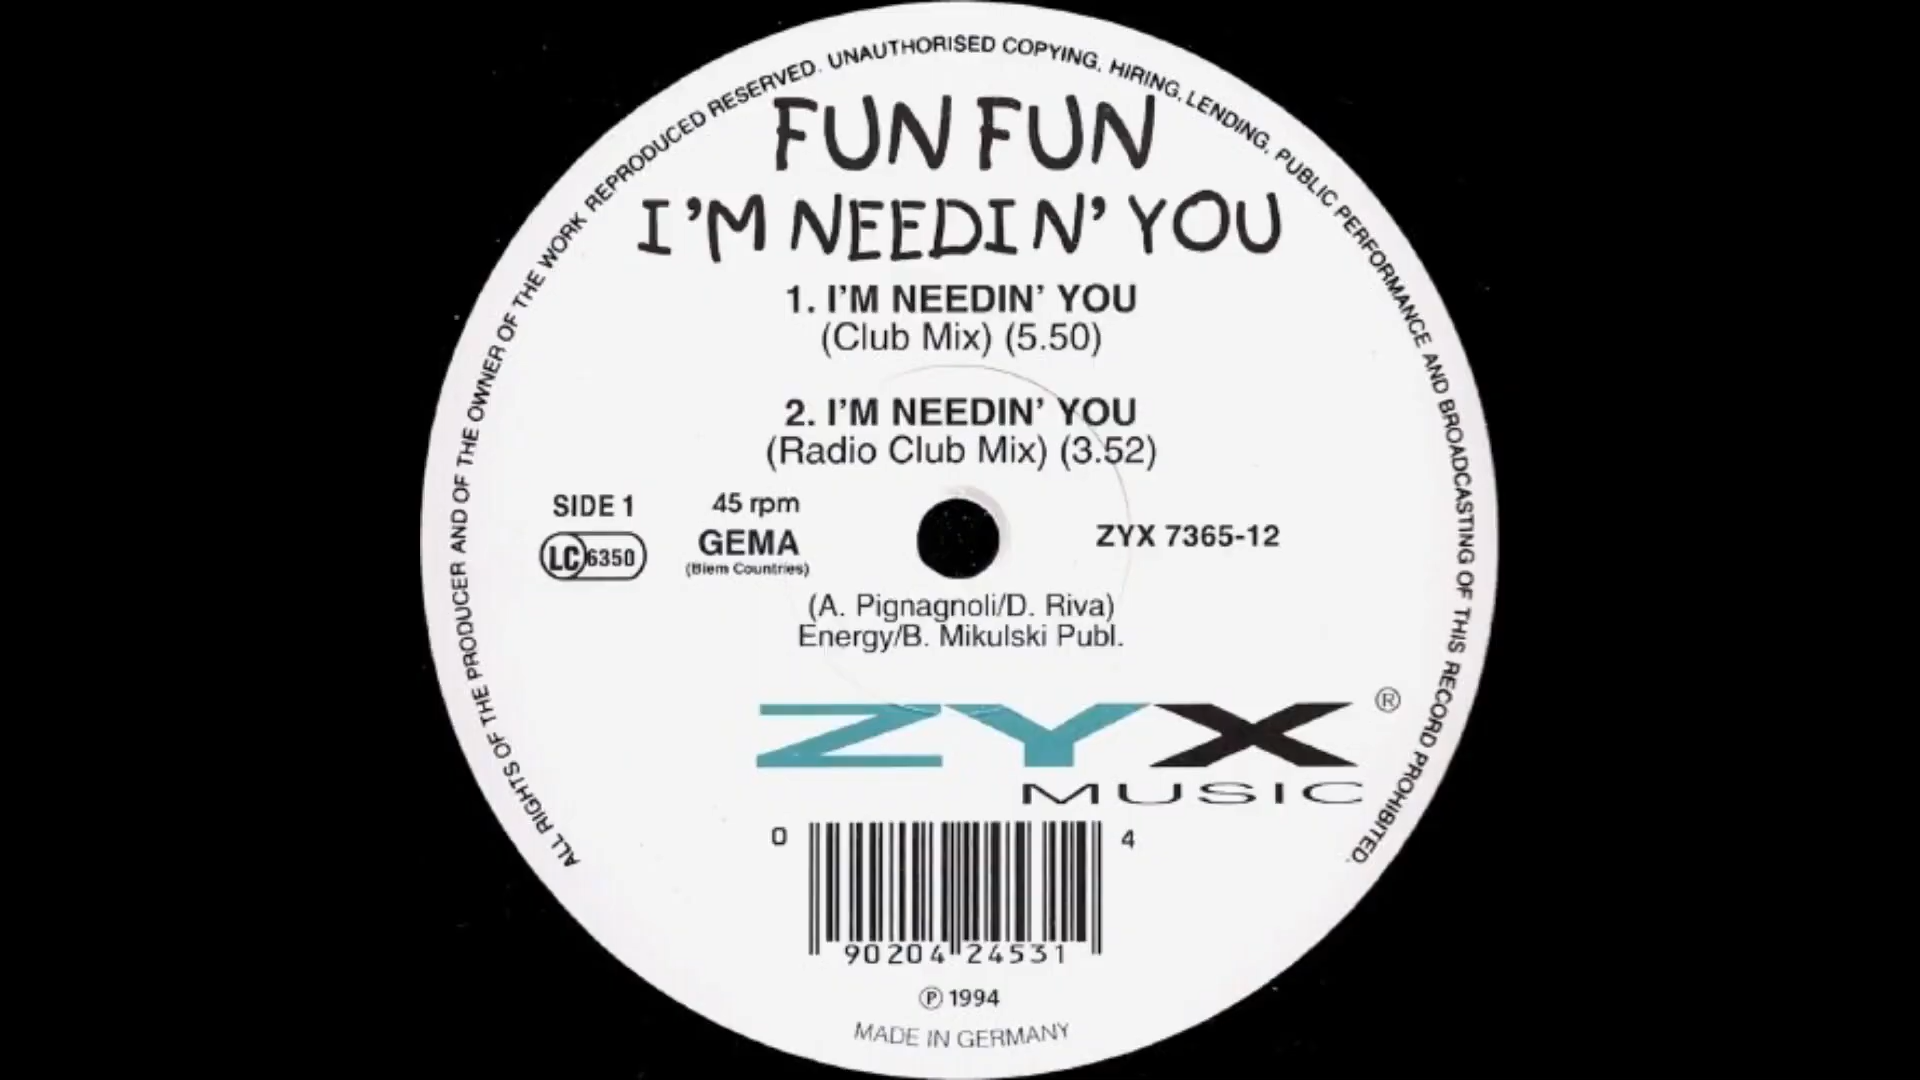 ALL RIGHTS OF THE PRODUCER AND OF THE OWNER OF THE WORK REPRODUCED RESERVED. UNAUTHORISED COPYING, HIRING, LENDING, PUBLIC PERFORMANCE AND BROADCASTING OF THIS RECORD PROHIBITED.
FUN FUN
I'M NEEDIN' YOU
1. I'M NEEDIN' YOU
(Club Mix) (5.50)
2. I'M NEEDIN' YOU
(Radio Club Mix) (3.52)
SIDE 1
LC 6350
45 rpm
GEMA
(Biem Countries)
ZYX 7365-12
(A. Pignagnoli/D. Riva)
Energy/B. Mikulski Publ.
ZYX ®
MUSIC
0 90204 24531 4
℗ 1994
MADE IN GERMANY